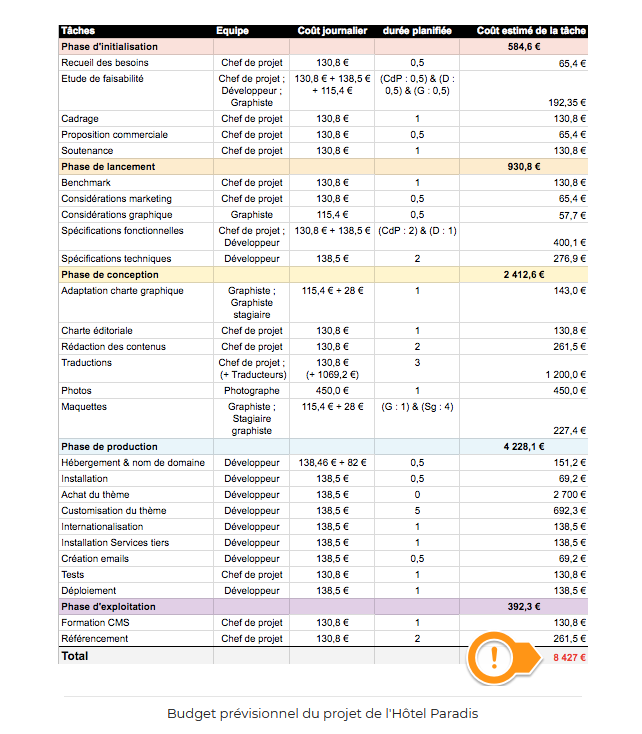 Tâches Equipe Coût journalier durée planifiée Coût estimé de la tâche
Phase d'initialisation 584,6 €
Recueil des besoins Chef de projet 130,8 € 0,5 65,4 €
Etude de faisabilité Chef de projet ; 130,8 € + 138,5 € (CdP : 0,5) & (D :
Développeur ; + 115,4 € 0,5) & (G : 0,5)
Graphiste 192,35 €
Cadrage Chef de projet 130,8 € 1 130,8 €
Proposition commerciale Chef de projet 130,8 € 0,5 65,4 €
Soutenance Chef de projet 130,8 € 1 130,8 €
Phase de lancement 930,8 €
Benchmark Chef de projet 130,8 € 1 130,8 €
Considérations marketing Chef de projet 130,8 € 0,5 65,4 €
Considérations graphique Graphiste 115,4 € 0,5 57,7 €
Spécifications fonctionnelles Chef de projet ; 130,8 € + 138,5 € (CdP : 2) & (D : 1)
Développeur 400,1 €
Spécifications techniques Développeur 138,5 € 2 276,9 €
Phase de conception 2 412,6 €
Adaptation charte graphique Graphiste ; 115,4 € + 28 € 1 143,0 €
Graphiste
stagiaire
Charte éditoriale Chef de projet 130,8 € 1 130,8 €
Rédaction des contenus Chef de projet 130,8 € 2 261,5 €
Traductions Chef de projet ; 130,8 € 3
(+ Traducteurs) (+ 1069,2 €) 1 200,0 €
Photos Photographe 450,0 € 1 450,0 €
Maquettes Graphiste ; 115,4 € + 28 € (G : 1) & (Sg : 4)
Stagiaire
graphiste 227,4 €
Phase de production 4 228,1 €
Hébergement & nom de domaine Développeur 138,46 € + 82 € 0,5 151,2 €
Installation Développeur 138,5 € 0,5 69,2 €
Achat du thème Développeur 138,5 € 0 2 700 €
Customisation du thème Développeur 138,5 € 5 692,3 €
Internationalisation Développeur 138,5 € 1 138,5 €
Installation Services tiers Développeur 138,5 € 1 138,5 €
Création emails Développeur 138,5 € 0,5 69,2 €
Tests Chef de projet 130,8 € 1 130,8 €
Déploiement Développeur 138,5 € 1 138,5 €
Phase d'exploitation 392,3 €
Formation CMS Chef de projet 130,8 € 1 130,8 €
Référencement Chef de projet 130,8 € 2 261,5 €
Total ! 8 427 €
Budget prévisionnel du projet de l'Hôtel Paradis